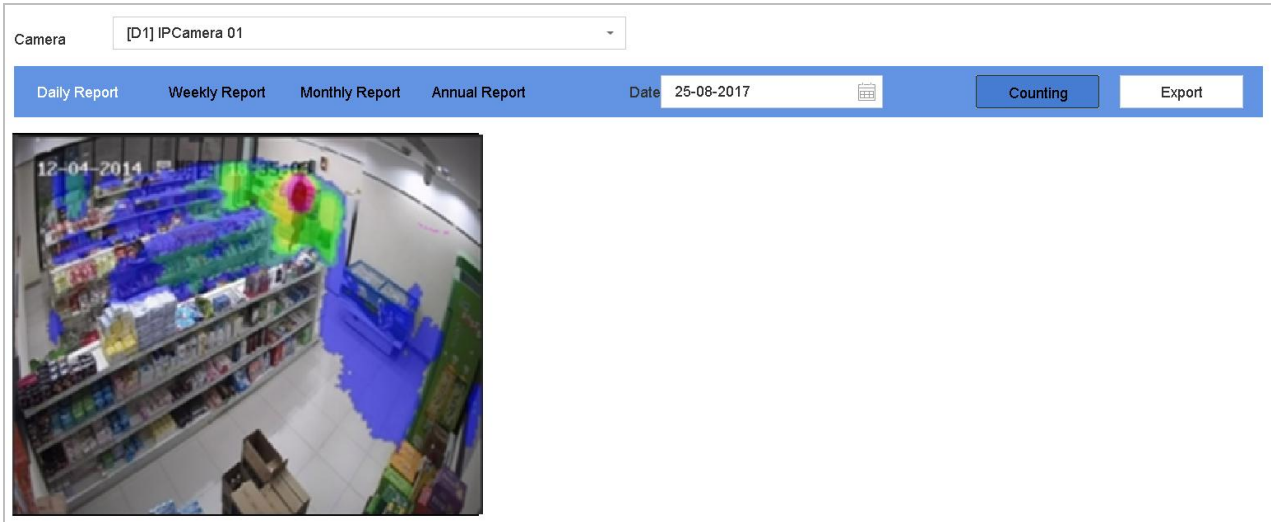 Camera
[D1] IPCamera 01
Daily Report Weekly Report Monthly Report Annual Report Date 25-08-2017 Counting Export
12-04-2014